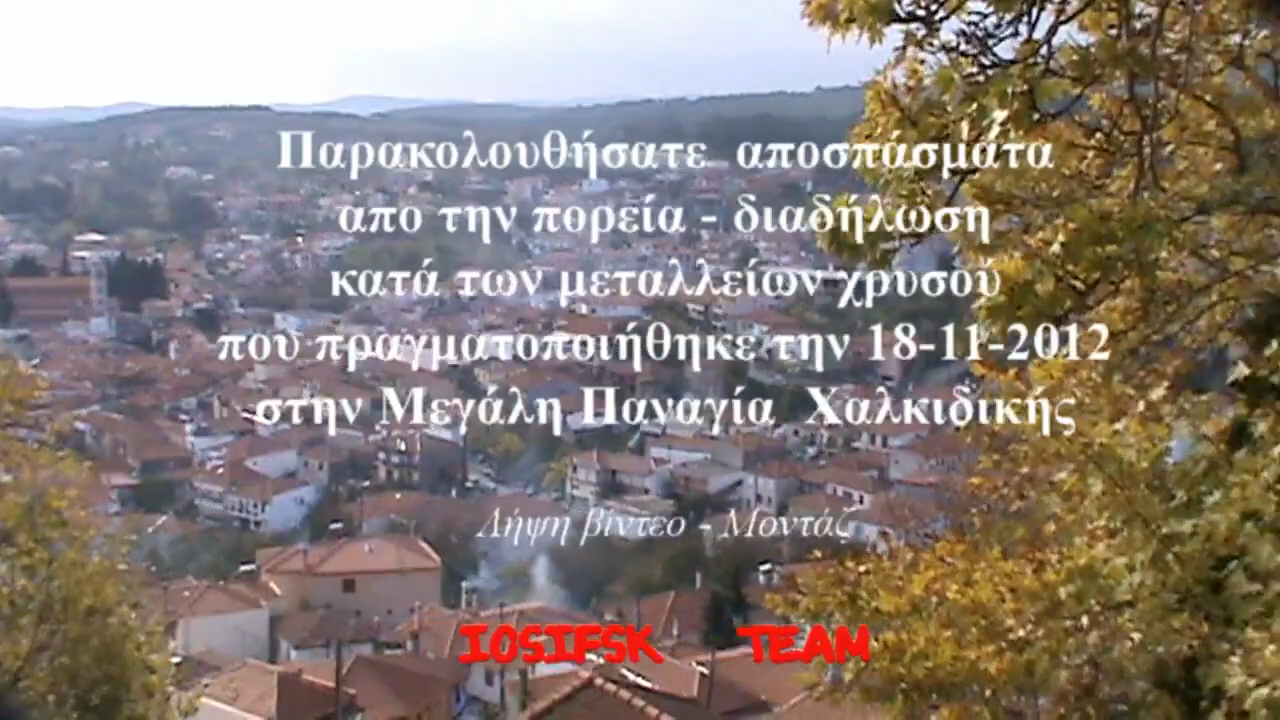 Παρακολουθήσατε αποσπάσματα
απο την πορεία - διαδήλωση
κατά των μεταλλείων χρυσού
που πραγματοποιήθηκε την 18-11-2012
στην Μεγάλη Παναγία Χαλκιδικής
Λήψη βίντεο - Μοντάζ
IOSIFSK TEAM